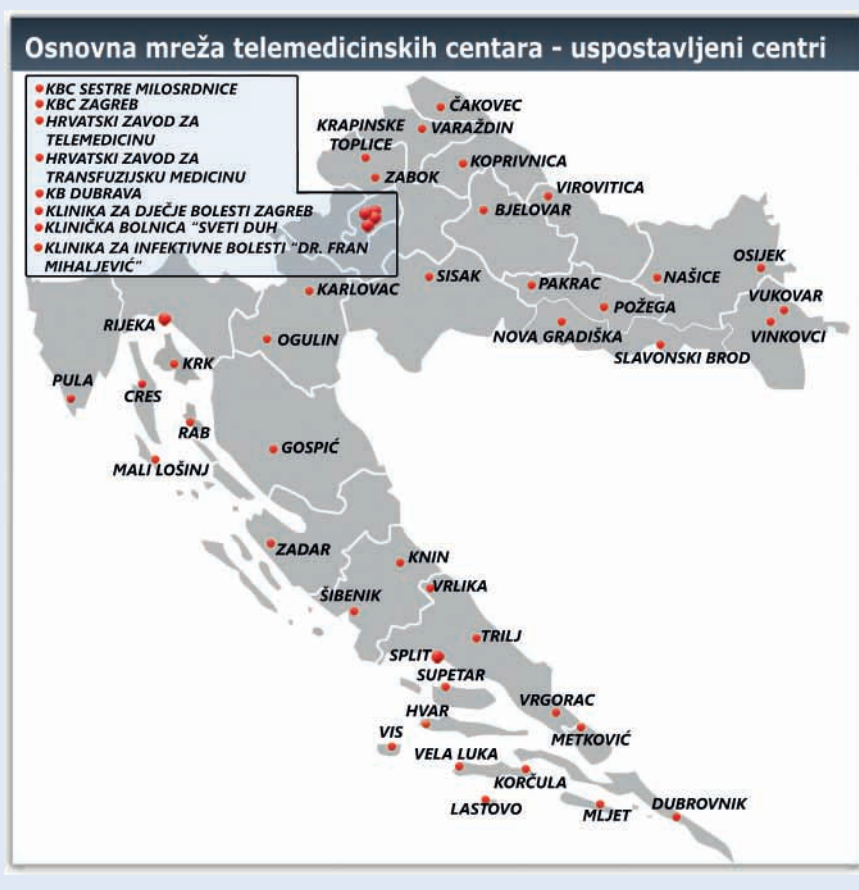 Osnovna mreža telemedicinskih centara - uspostavljeni centri
KBC SESTRE MILOSRDNICE
KBC ZAGREB
HRVATSKI ZAVOD ZA
TELEMEDICINU
HRVATSKI ZAVOD ZA
TRANSFUZIJSKU MEDICINU
KB DUBRAVA
KLINIKA ZA DJEČJE BOLESTI ZAGREB
KLINIČKA BOLNICA "SVETI DUH
KLINIKA ZA INFEKTIVNE BOLESTI "DR. FRAN
MIHALJEVIĆ"
ČAKOVEC
VARAŽDIN
KRAPINSKE
TOPLICE
KOPRIVNICA
ZABOK
VIROVITICA
BJELOVAR
OSIJEK
SISAK
PAKRAC
NAŠICE
KARLOVAC
VUKOVAR
POŽEGA
RIJEKA
NOVA GRADIŠKA
VINKOVCI
OGULIN
SLAVONSKI BROD
KRK
PULA
CRES
RAB
GOSPIĆ
MALI LOŠINJ
ZADAR
KNIN
VRLIKA
ŠIBENIK
TRILJ
SPLIT
SUPETAR
VRGORAC
HVAR
METKOVIĆ
VIS
VELA LUKA
KORČULA
DUBROVNIK
LASTOVO
MLJET